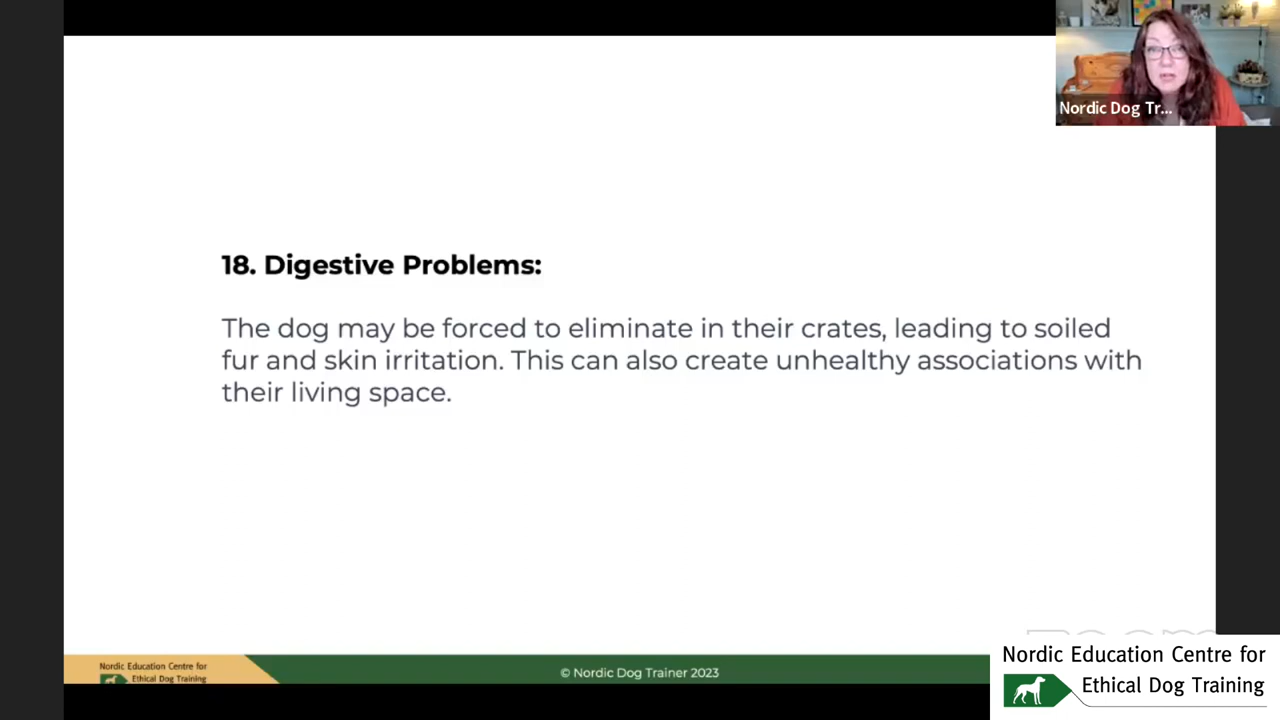 Nordic Dog Tr...
18. Digestive Problems:
The dog may be forced to eliminate in their crates, leading to soiled
fur and skin irritation. This can also create unhealthy associations with
their living space.
Nordic Education Centre for
Ethical Dog Training
© Nordic Dog Trainer 2023
zoom
Nordic Education Centre for
Ethical Dog Training